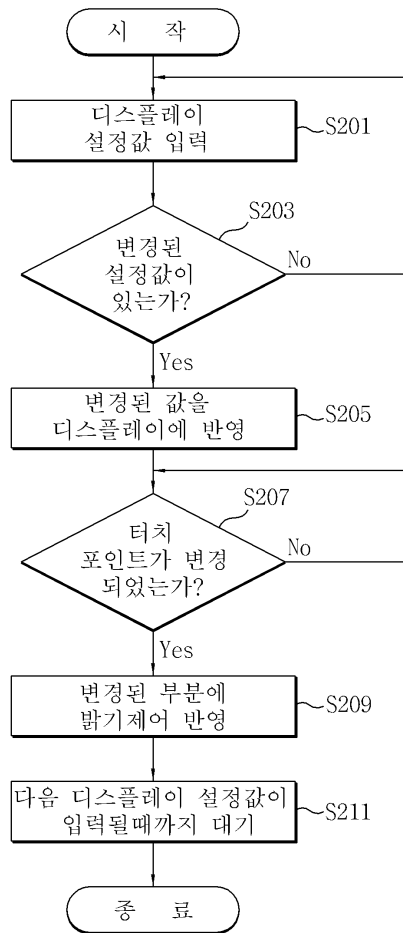 시 작
디스플레이
설정값 입력
S201
S203
변경된
설정값이
있는가?
No
Yes
변경된 값을
디스플레이에 반영
S205
S207
터치
포인트가 변경
되었는가?
No
Yes
변경된 부분에
밝기제어 반영
S209
다음 디스플레이 설정값이
입력될때까지 대기
S211
종 료